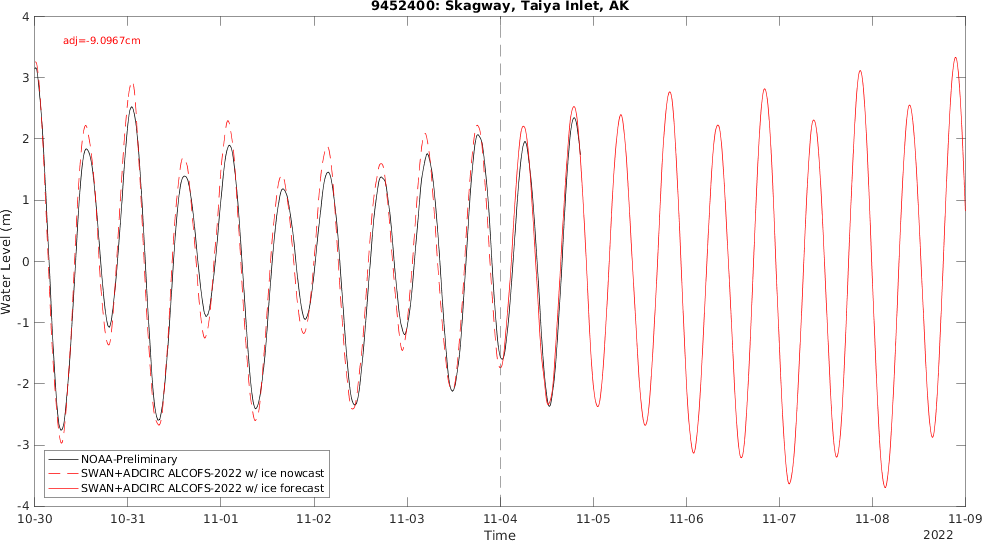 9452400: Skagway, Taiya Inlet, AK
adj=-9.0967cm
4
3
2
1
0
-1
-2
-3
-4
Water Level (m)
NOAA-Preliminary
SWAN+ADCIRC ALCOFS-2022 w/ ice nowcast
SWAN+ADCIRC ALCOFS-2022 w/ ice forecast
10-30 10-31 11-01 11-02 11-03 11-04 11-05 11-06 11-07 11-08 11-09
Time
2022